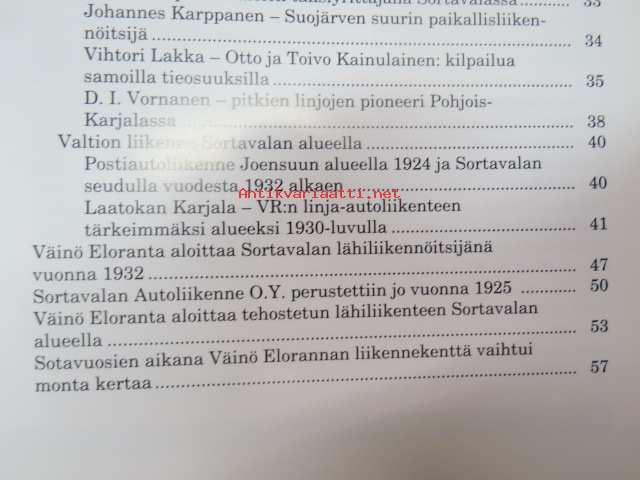 Sortavalassa 33
Johannes Karppanen – Suojärven suurin paikallisliiken-
nöitsijä 34
Vihtori Lakka – Otto ja Toivo Kainulainen: kilpailua
samoilla tieosuuksilla 35
D. I. Vornanen – pitkien linjojen pioneeri Pohjois-
Karjalassa 38
Valtion liikenne Sortavalan alueella 40
Postiautoliikenne Joensuun alueella 1924 ja Sortavalan
seudulla vuodesta 1932 alkaen 40
Antikvariaatti.net
Laatokan Karjala – VR:n linja-autoliikenteen
tärkeimmäksi alueeksi 1930-luvulla 41
Väinö Eloranta aloittaa Sortavalan lähiliikennöitsijänä
vuonna 1932 47
Sortavalan Autoliikenne O.Y. perustettiin jo vuonna 1925 50
Väinö Eloranta aloittaa tehostetun lähiliikenteen Sortavalan
alueella 53
Sotavuosien aikana Väinö Elorannan liikennekenttä vaihtui
monta kertaa 57